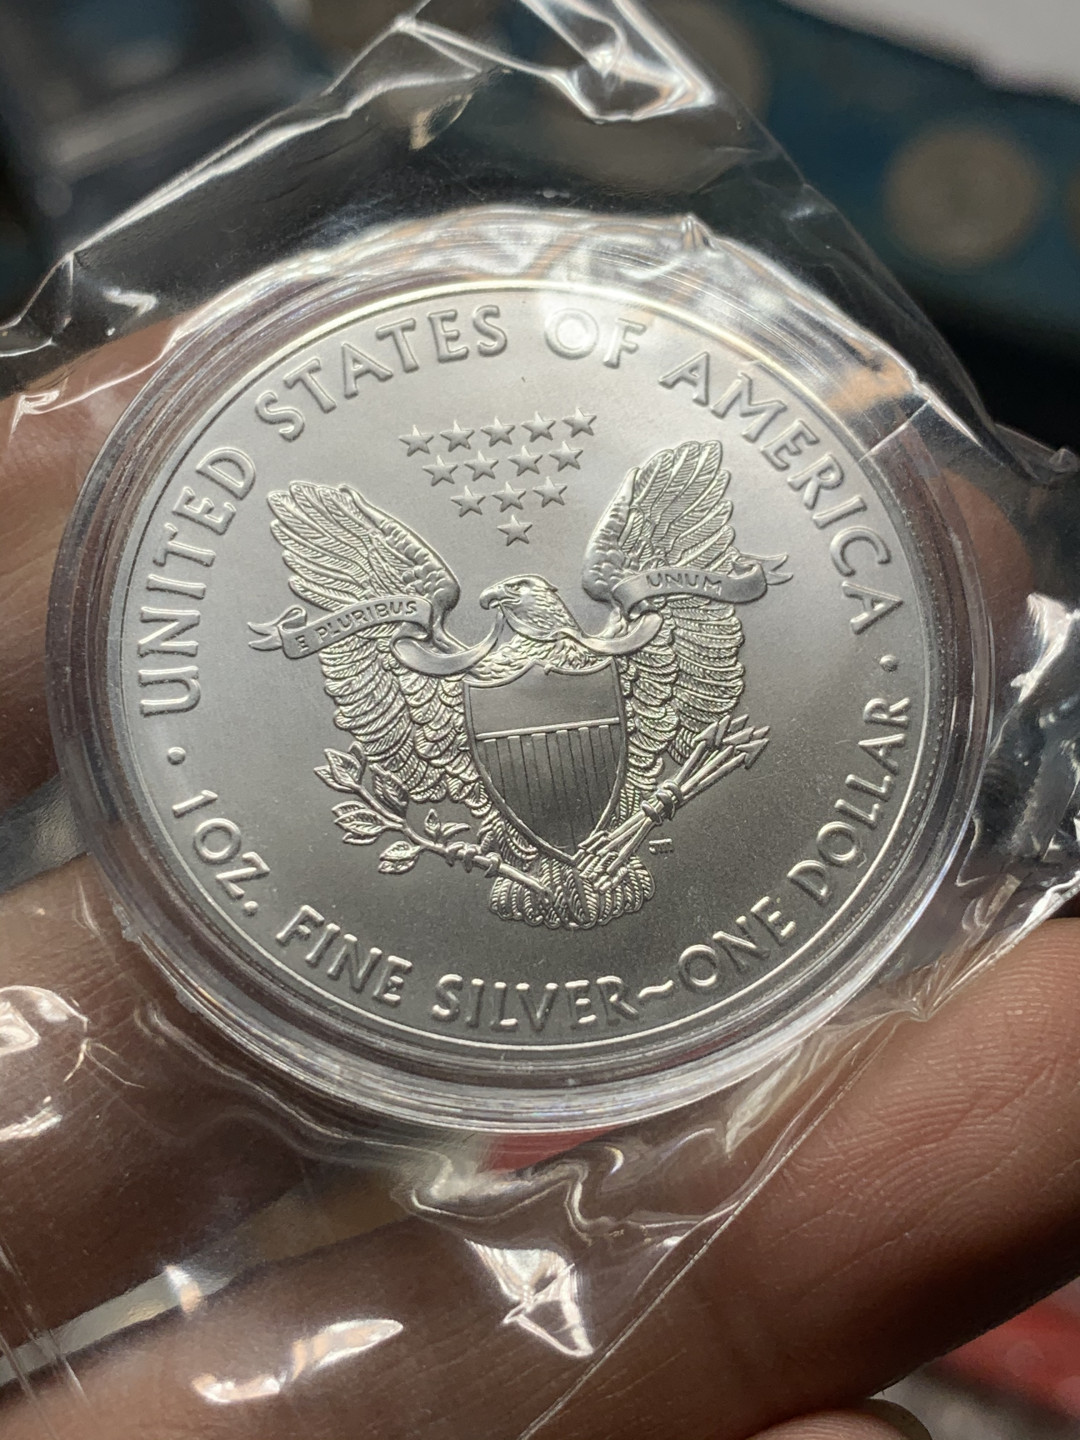 UNITED STATES OF AMERICA
E PLURIBUS UNUM
· 1 OZ. FINE SILVER~ONE DOLLAR ·